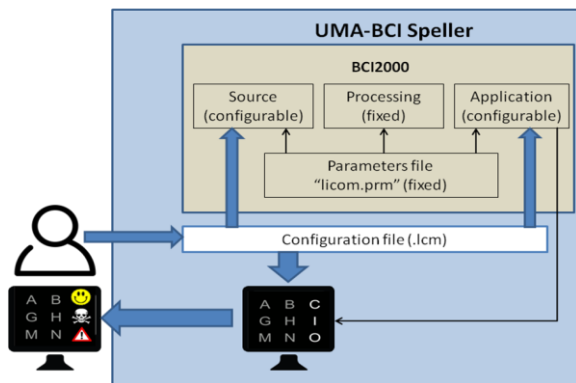 UMA-BCI Speller
BCI2000
Source
(configurable)
Processing
(fixed)
Application
(configurable)
Parameters file
“licom.prm” (fixed)
Configuration file (.lcm)
A B
G H
M N
A B C
G H I
M N O